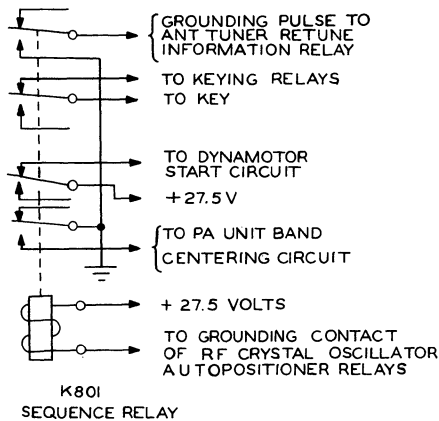 GROUNDING PULSE TO
ANT TUNER RETUNE
INFORMATION RELAY
TO KEYING RELAYS
TO KEY
TO DYNAMOTOR
START CIRCUIT
+27.5V
TO PA UNIT BAND
CENTERING CIRCUIT
+ 27.5 VOLTS
TO GROUNDING CONTACT
OF RF CRYSTAL OSCILLATOR
AUTOPOSITIONER RELAYS
K801
SEQUENCE RELAY